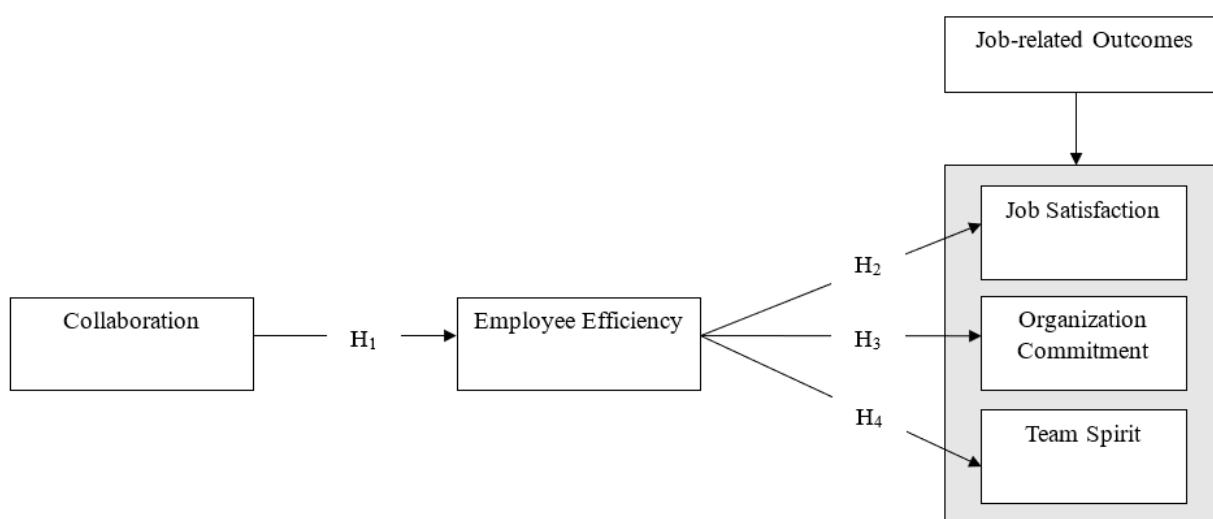 Job-related Outcomes
Job Satisfaction
H₂
Collaboration
H₁
Employee Efficiency
H₃
Organization
Commitment
H₄
Team Spirit